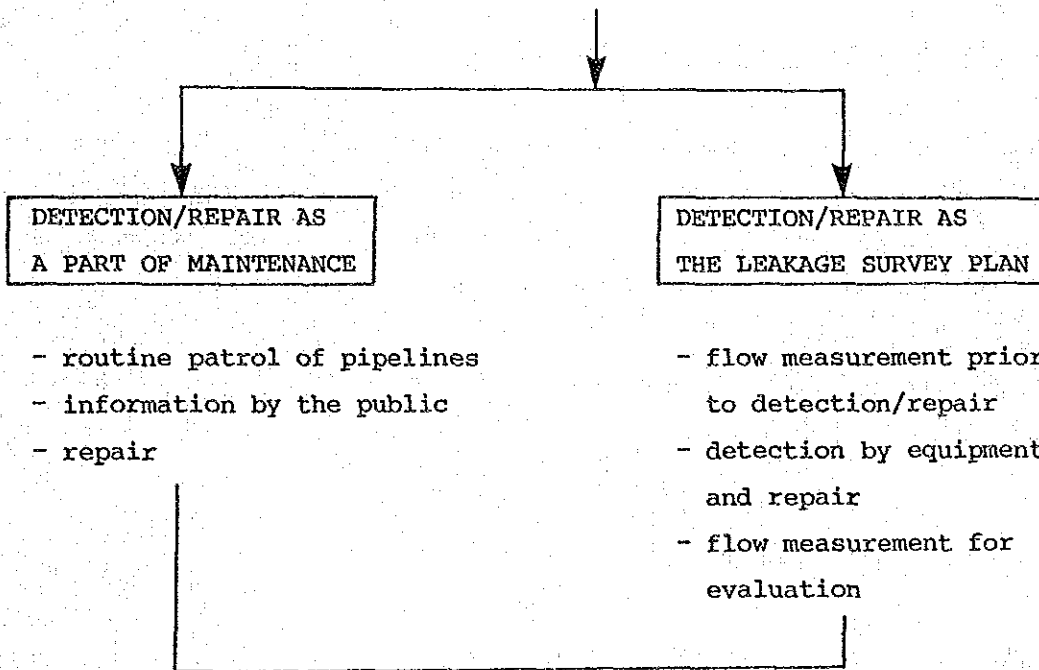 DETECTION/REPAIR AS
A PART OF MAINTENANCE
- routine patrol of pipelines
- information by the public
- repair
DETECTION/REPAIR AS
THE LEAKAGE SURVEY PLAN
- flow measurement prior
to detection/repair
- detection by equipment
and repair
- flow measurement for
evaluation